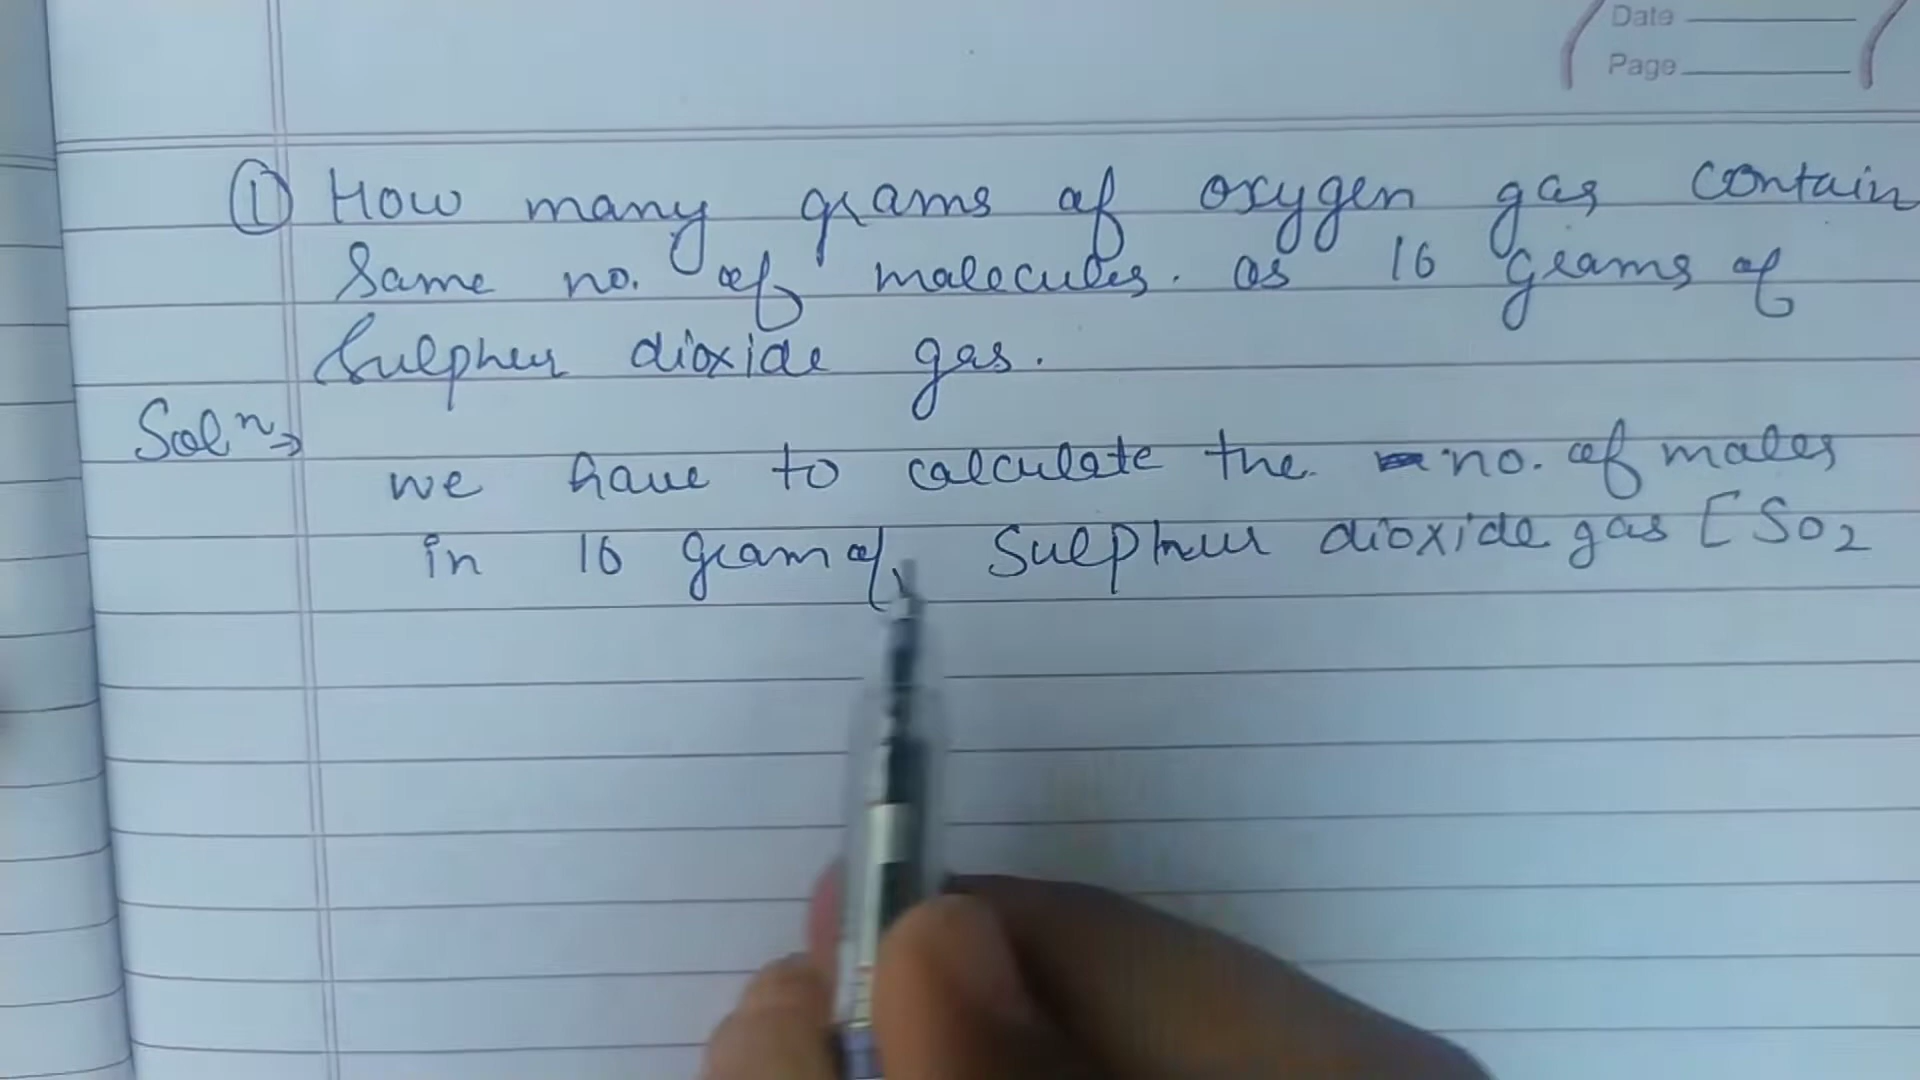 Date
Page
① How many grams of oxygen gas contain
Same no. of molecules. as 16 grams of
Sulphur dioxide gas.
Solⁿ→
we have to calculate the no. of moles
in 16 gram of Sulphur dioxide gas [SO2